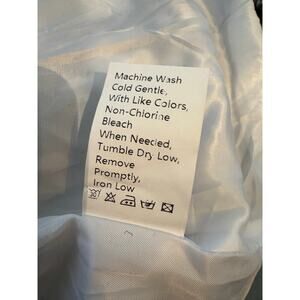 Machine Wash
Cold Gentle,
With Like Colors,
Non-Chlorine
Bleach
When Needed,
Tumble Dry Low,
Remove
Promptly,
Iron Low